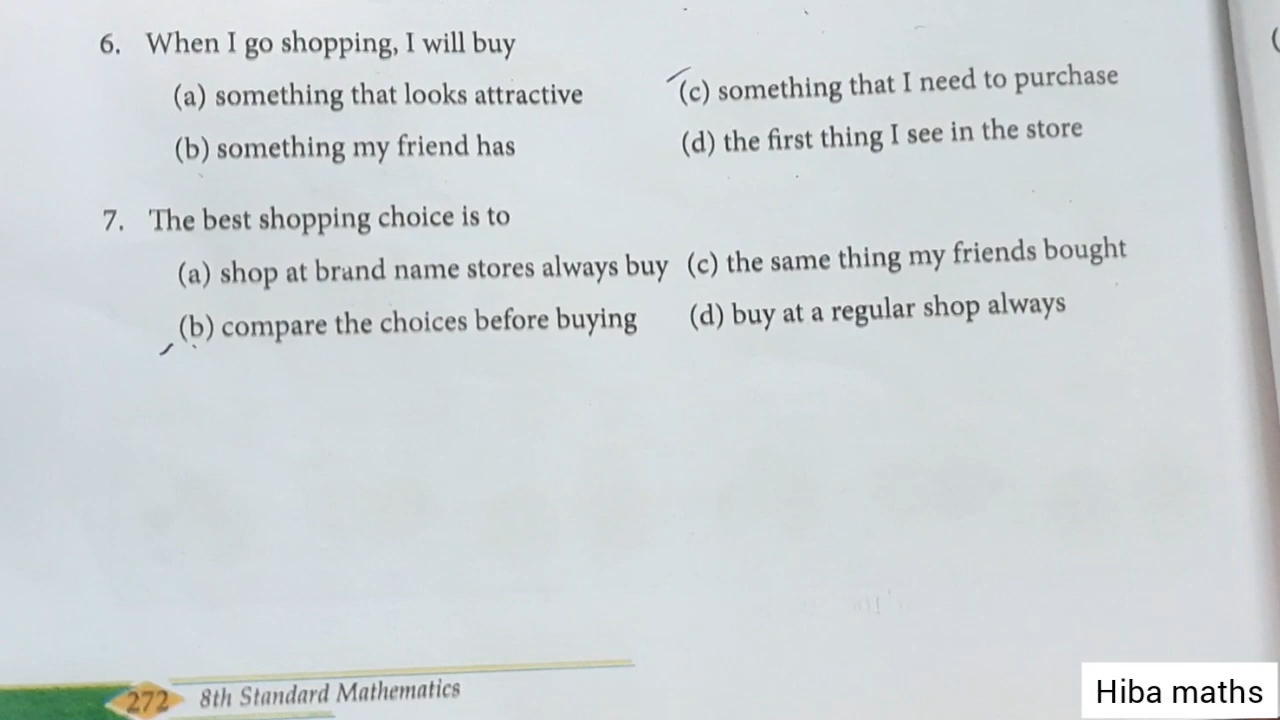 6. When I go shopping, I will buy
(a) something that looks attractive
(c) something that I need to purchase
(b) something my friend has
(d) the first thing I see in the store
7. The best shopping choice is to
(a) shop at brand name stores always buy
(c) the same thing my friends bought
(b) compare the choices before buying
(d) buy at a regular shop always
272 8th Standard Mathematics
Hiba maths